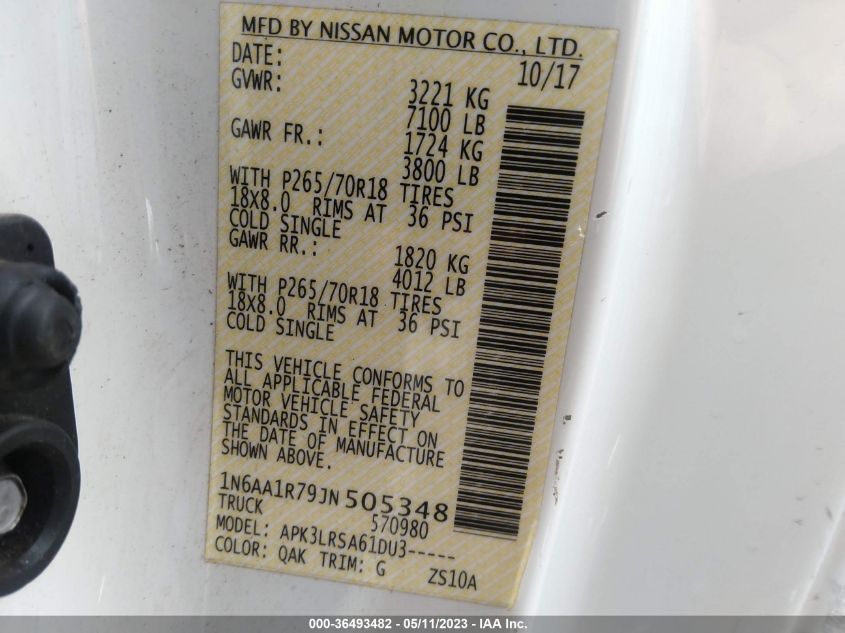 MFD BY NISSAN MOTOR CO., LTD.
DATE: 10/17
GVWR: 3221 KG
7100 LB
GAWR FR.: 1724 KG
3800 LB
WITH P265/70R18 TIRES
18X8.0 RIMS AT 36 PSI
COLD SINGLE
GAWR RR.: 1820 KG
4012 LB
WITH P265/70R18 TIRES
18X8.0 RIMS AT 36 PSI
COLD SINGLE
THIS VEHICLE CONFORMS TO
ALL APPLICABLE FEDERAL
MOTOR VEHICLE SAFETY
STANDARDS IN EFFECT ON
THE DATE OF MANUFACTURE
SHOWN ABOVE.
1N6AA1R79JN505348
TRUCK 570980
MODEL: APK3LRSA61DU3-----
COLOR: QAK TRIM: G ZS10A
000-36493482 - 05/11/2023 - IAA Inc.